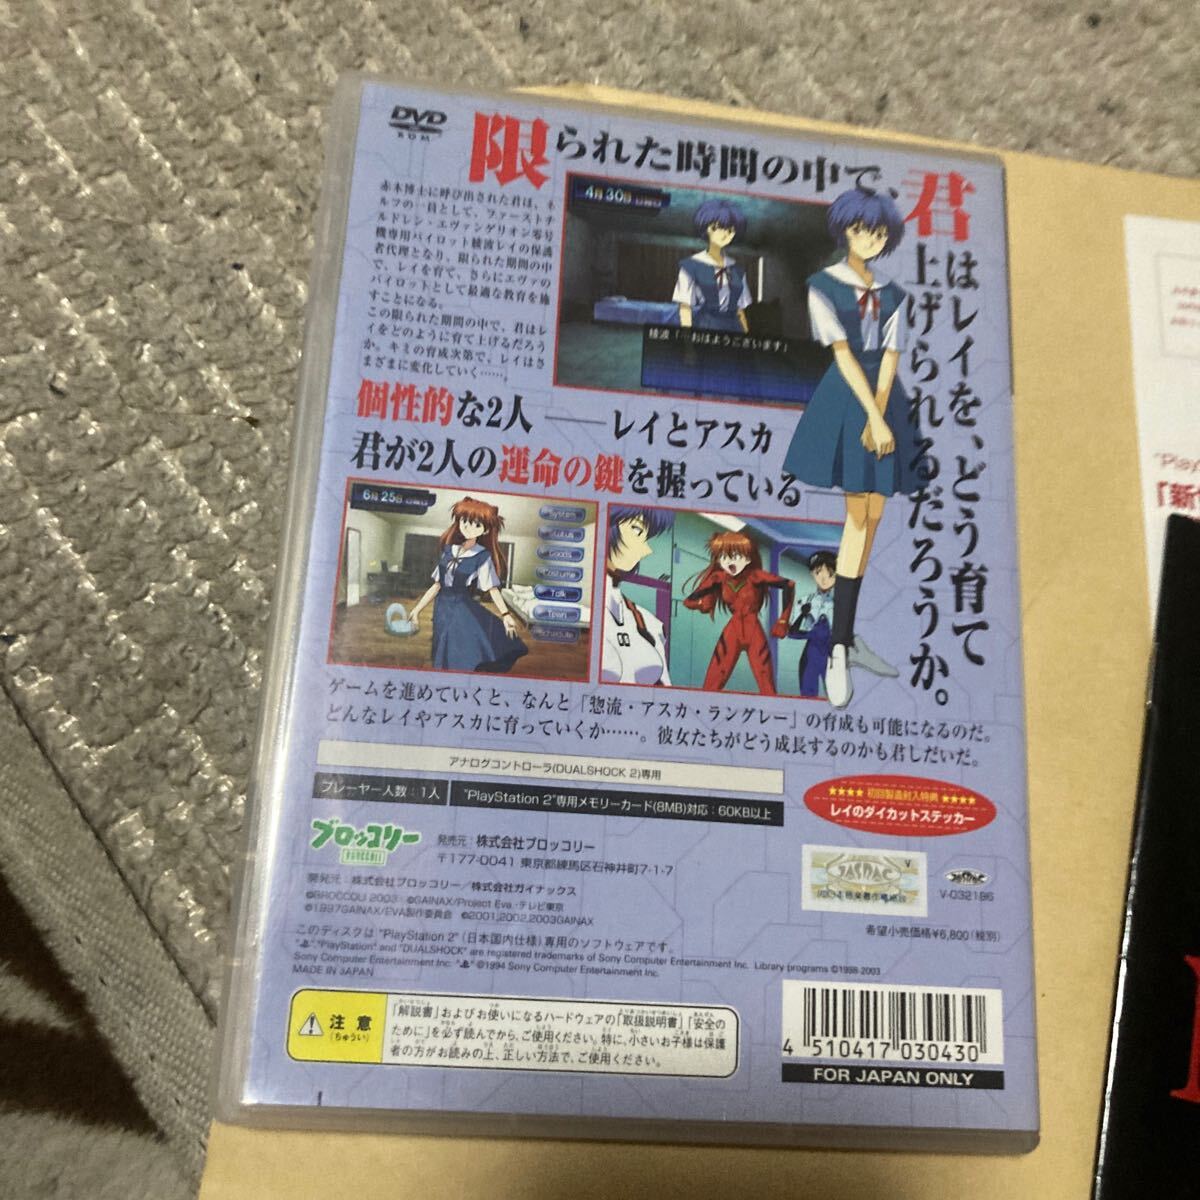 DVD
ROM
限られた時間の中で、
君はレイを、どう育て
上げられるだろうか。
赤木博士に呼び出された君は、ネ
ルフの一員として、ファーストチ
ルドレン・エヴァンゲリオン零号
機専用パイロット綾波レイの保護
者代理となり、限られた期間の中
で、レイを育て、さらにエヴァの
パイロットとして最適な教育を施
すことになる。
この限られた期間の中で、君はレ
イをどのように育て上げるだろう
か。キミの育成次第で、レイはさ
まざまに変化していく……。
4月30日
綾波「…おはようございます」
個性的な2人――レイとアスカ
君が2人の運命の鍵を握っている
6月25日
System
Status
Goods
Costume
Talk
Town
Schedule
ゲームを進めていくと、なんと「惣流・アスカ・ラングレー」の育成も可能になるのだ。
どんなレイやアスカに育っていくか……。彼女たちがどう成長するのかも君しだいだ。
アナログコントローラ(DUALSHOCK 2)専用
プレーヤー人数：1人
"PlayStation 2"専用メモリーカード(8MB)対応：60KB以上
★★★★ 初回製造封入特典 ★★★★
レイのダイカットステッカー
ブロッコリー
BROCCOLI
発売元：株式会社ブロッコリー
〒177-0041 東京都練馬区石神井町7-1-7
開発元：株式会社ブロッコリー／株式会社ガイナックス
©BROCCOLI 2003 ©GAINAX/Project Eva.・テレビ東京
©1997GAINAX/EVA製作委員会 ©2001,2002,2003GAINAX
V
JASRAC
V-032186
希望小売価格¥6,800(税別)
このディスクは "PlayStation 2" (日本国内仕様) 専用のソフトウェアです。
"PlayStation" and "DUALSHOCK" are registered trademarks of Sony Computer Entertainment Inc. Library programs ©1998-2003
Sony Computer Entertainment Inc. ©1994 Sony Computer Entertainment Inc.
MADE IN JAPAN
注意
(ちゅうい)
「解説書」およびお使いになるハードウェアの「取扱説明書」「安全の
ために」を必ず読んでから、ご使用ください。特に、小さいお子様は保護
者の方がお読みの上、正しい方法で、ご使用ください。
4 510417 030430
FOR JAPAN ONLY
"Play
「新